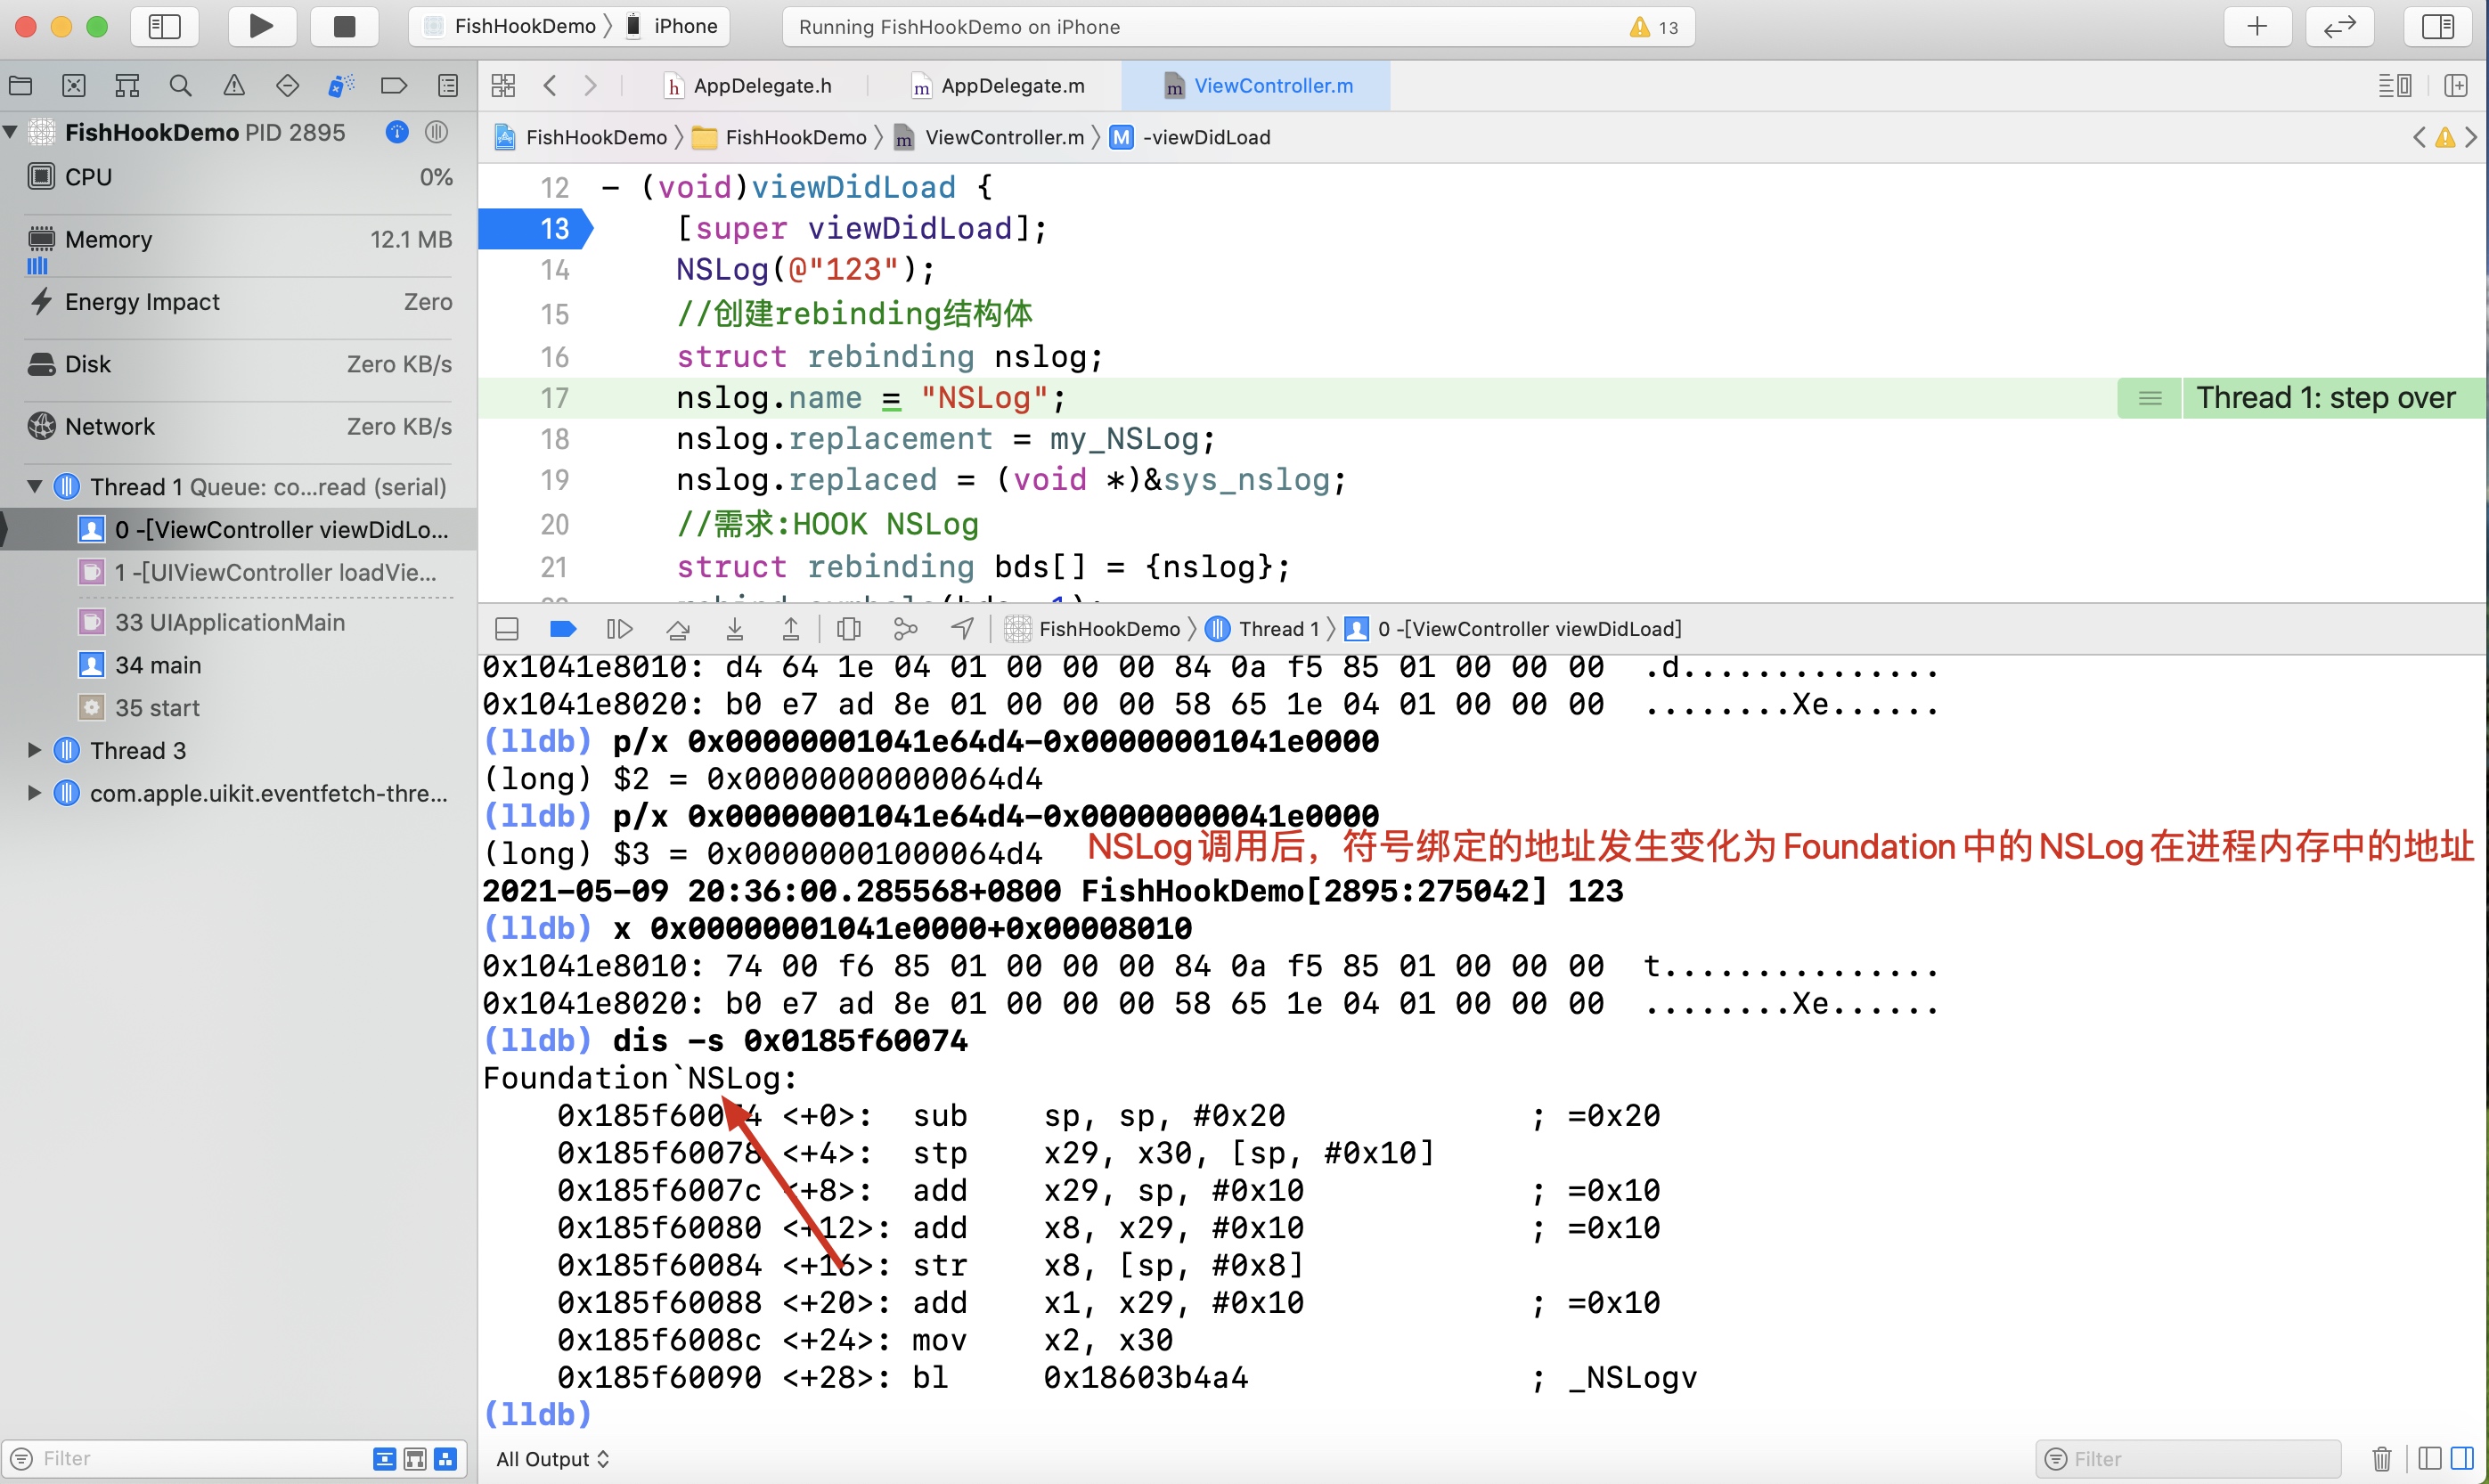 FishHookDemo 〉 iPhone
Running FishHookDemo on iPhone
13
AppDelegate.h
AppDelegate.m
ViewController.m
FishHookDemo PID 2895
FishHookDemo 〉 FishHookDemo 〉 ViewController.m 〉 M -viewDidLoad
CPU 0%
Memory 12.1 MB
Energy Impact Zero
Disk Zero KB/s
Network Zero KB/s
Thread 1 Queue: co...read (serial)
0 -[ViewController viewDidLo...
1 -[UIViewController loadVie...
33 UIApplicationMain
34 main
35 start
Thread 3
com.apple.uikit.eventfetch-thre...
Filter
12 - (void)viewDidLoad {
13 [super viewDidLoad];
14 NSLog(@"123");
15 //创建rebinding结构体
16 struct rebinding nslog;
17 nslog.name = "NSLog";
Thread 1: step over
18 nslog.replacement = my_NSLog;
19 nslog.replaced = (void *)&sys_nslog;
20 //需求:HOOK NSLog
21 struct rebinding bds[] = {nslog};
FishHookDemo 〉 Thread 1 〉 0 -[ViewController viewDidLoad]
0x1041e8010: d4 64 1e 04 01 00 00 00 84 0a f5 85 01 00 00 00 .d..............
0x1041e8020: b0 e7 ad 8e 01 00 00 00 58 65 1e 04 01 00 00 00 ........Xe......
(lldb) p/x 0x00000001041e64d4-0x00000001041e0000
(long) $2 = 0x00000000000064d4
(lldb) p/x 0x00000001041e64d4-0x00000000041e0000
(long) $3 = 0x00000001000064d4
NSLog调用后，符号绑定的地址发生变化为Foundation中的NSLog在进程内存中的地址
2021-05-09 20:36:00.285568+0800 FishHookDemo[2895:275042] 123
(lldb) x 0x00000001041e0000+0x00008010
0x1041e8010: 74 00 f6 85 01 00 00 00 84 0a f5 85 01 00 00 00 t...............
0x1041e8020: b0 e7 ad 8e 01 00 00 00 58 65 1e 04 01 00 00 00 ........Xe......
(lldb) dis -s 0x0185f60074
Foundation`NSLog:
0x185f60074 <+0>: sub sp, sp, #0x20 ; =0x20
0x185f60078 <+4>: stp x29, x30, [sp, #0x10]
0x185f6007c <+8>: add x29, sp, #0x10 ; =0x10
0x185f60080 <+12>: add x8, x29, #0x10 ; =0x10
0x185f60084 <+16>: str x8, [sp, #0x8]
0x185f60088 <+20>: add x1, x29, #0x10 ; =0x10
0x185f6008c <+24>: mov x2, x30
0x185f60090 <+28>: bl 0x18603b4a4 ; _NSLogv
(lldb)
All Output
Filter